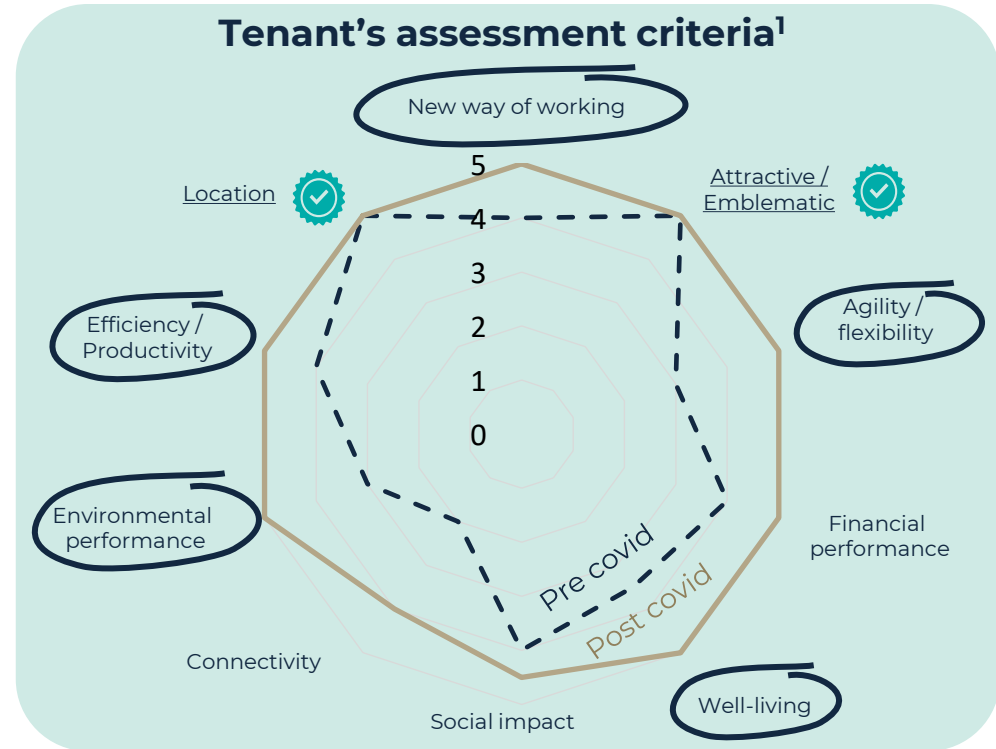 Tenant’s assessment criteria¹
New way of working
Location
Attractive /
Emblematic
Efficiency /
Productivity
Agility /
flexibility
5
4
3
2
1
0
Environmental
performance
Financial
performance
Pre covid
Post covid
Connectivity
Social impact
Well-living